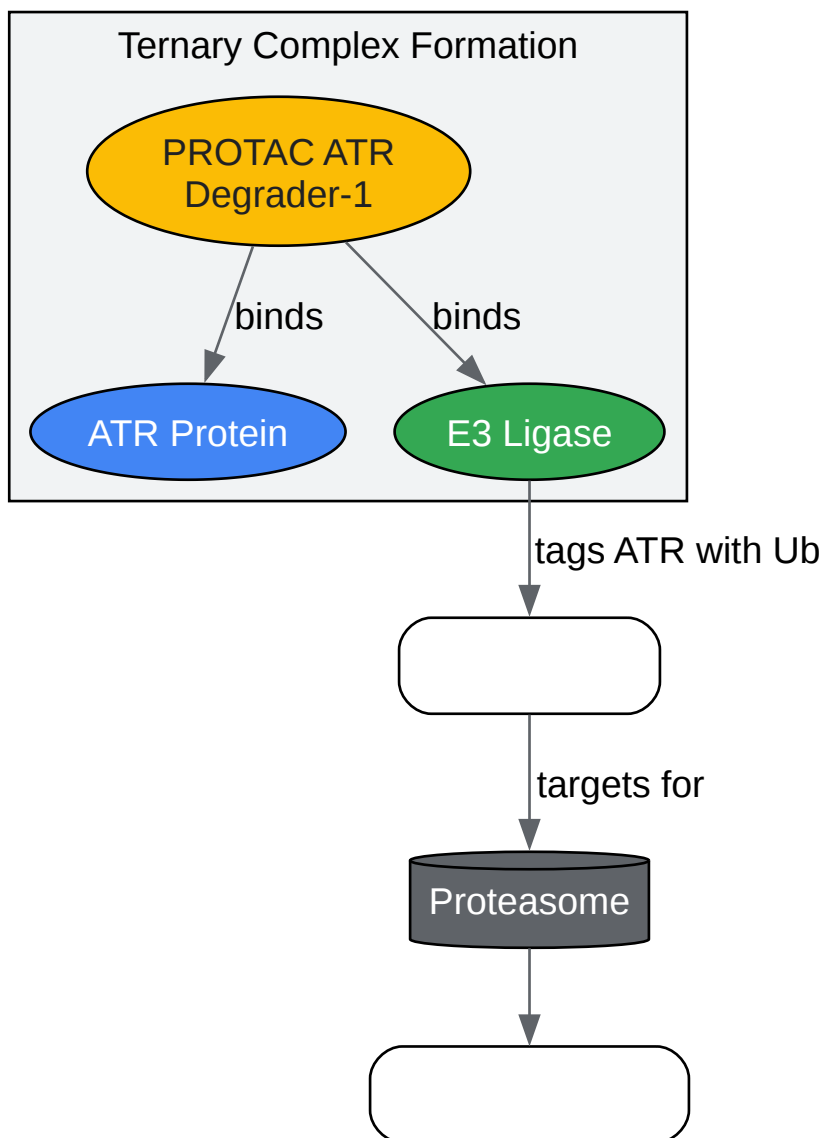 Ternary Complex Formation
PROTAC ATR
Degrader-1
binds
binds
ATR Protein
E3 Ligase
tags ATR with Ub
targets for
Proteasome